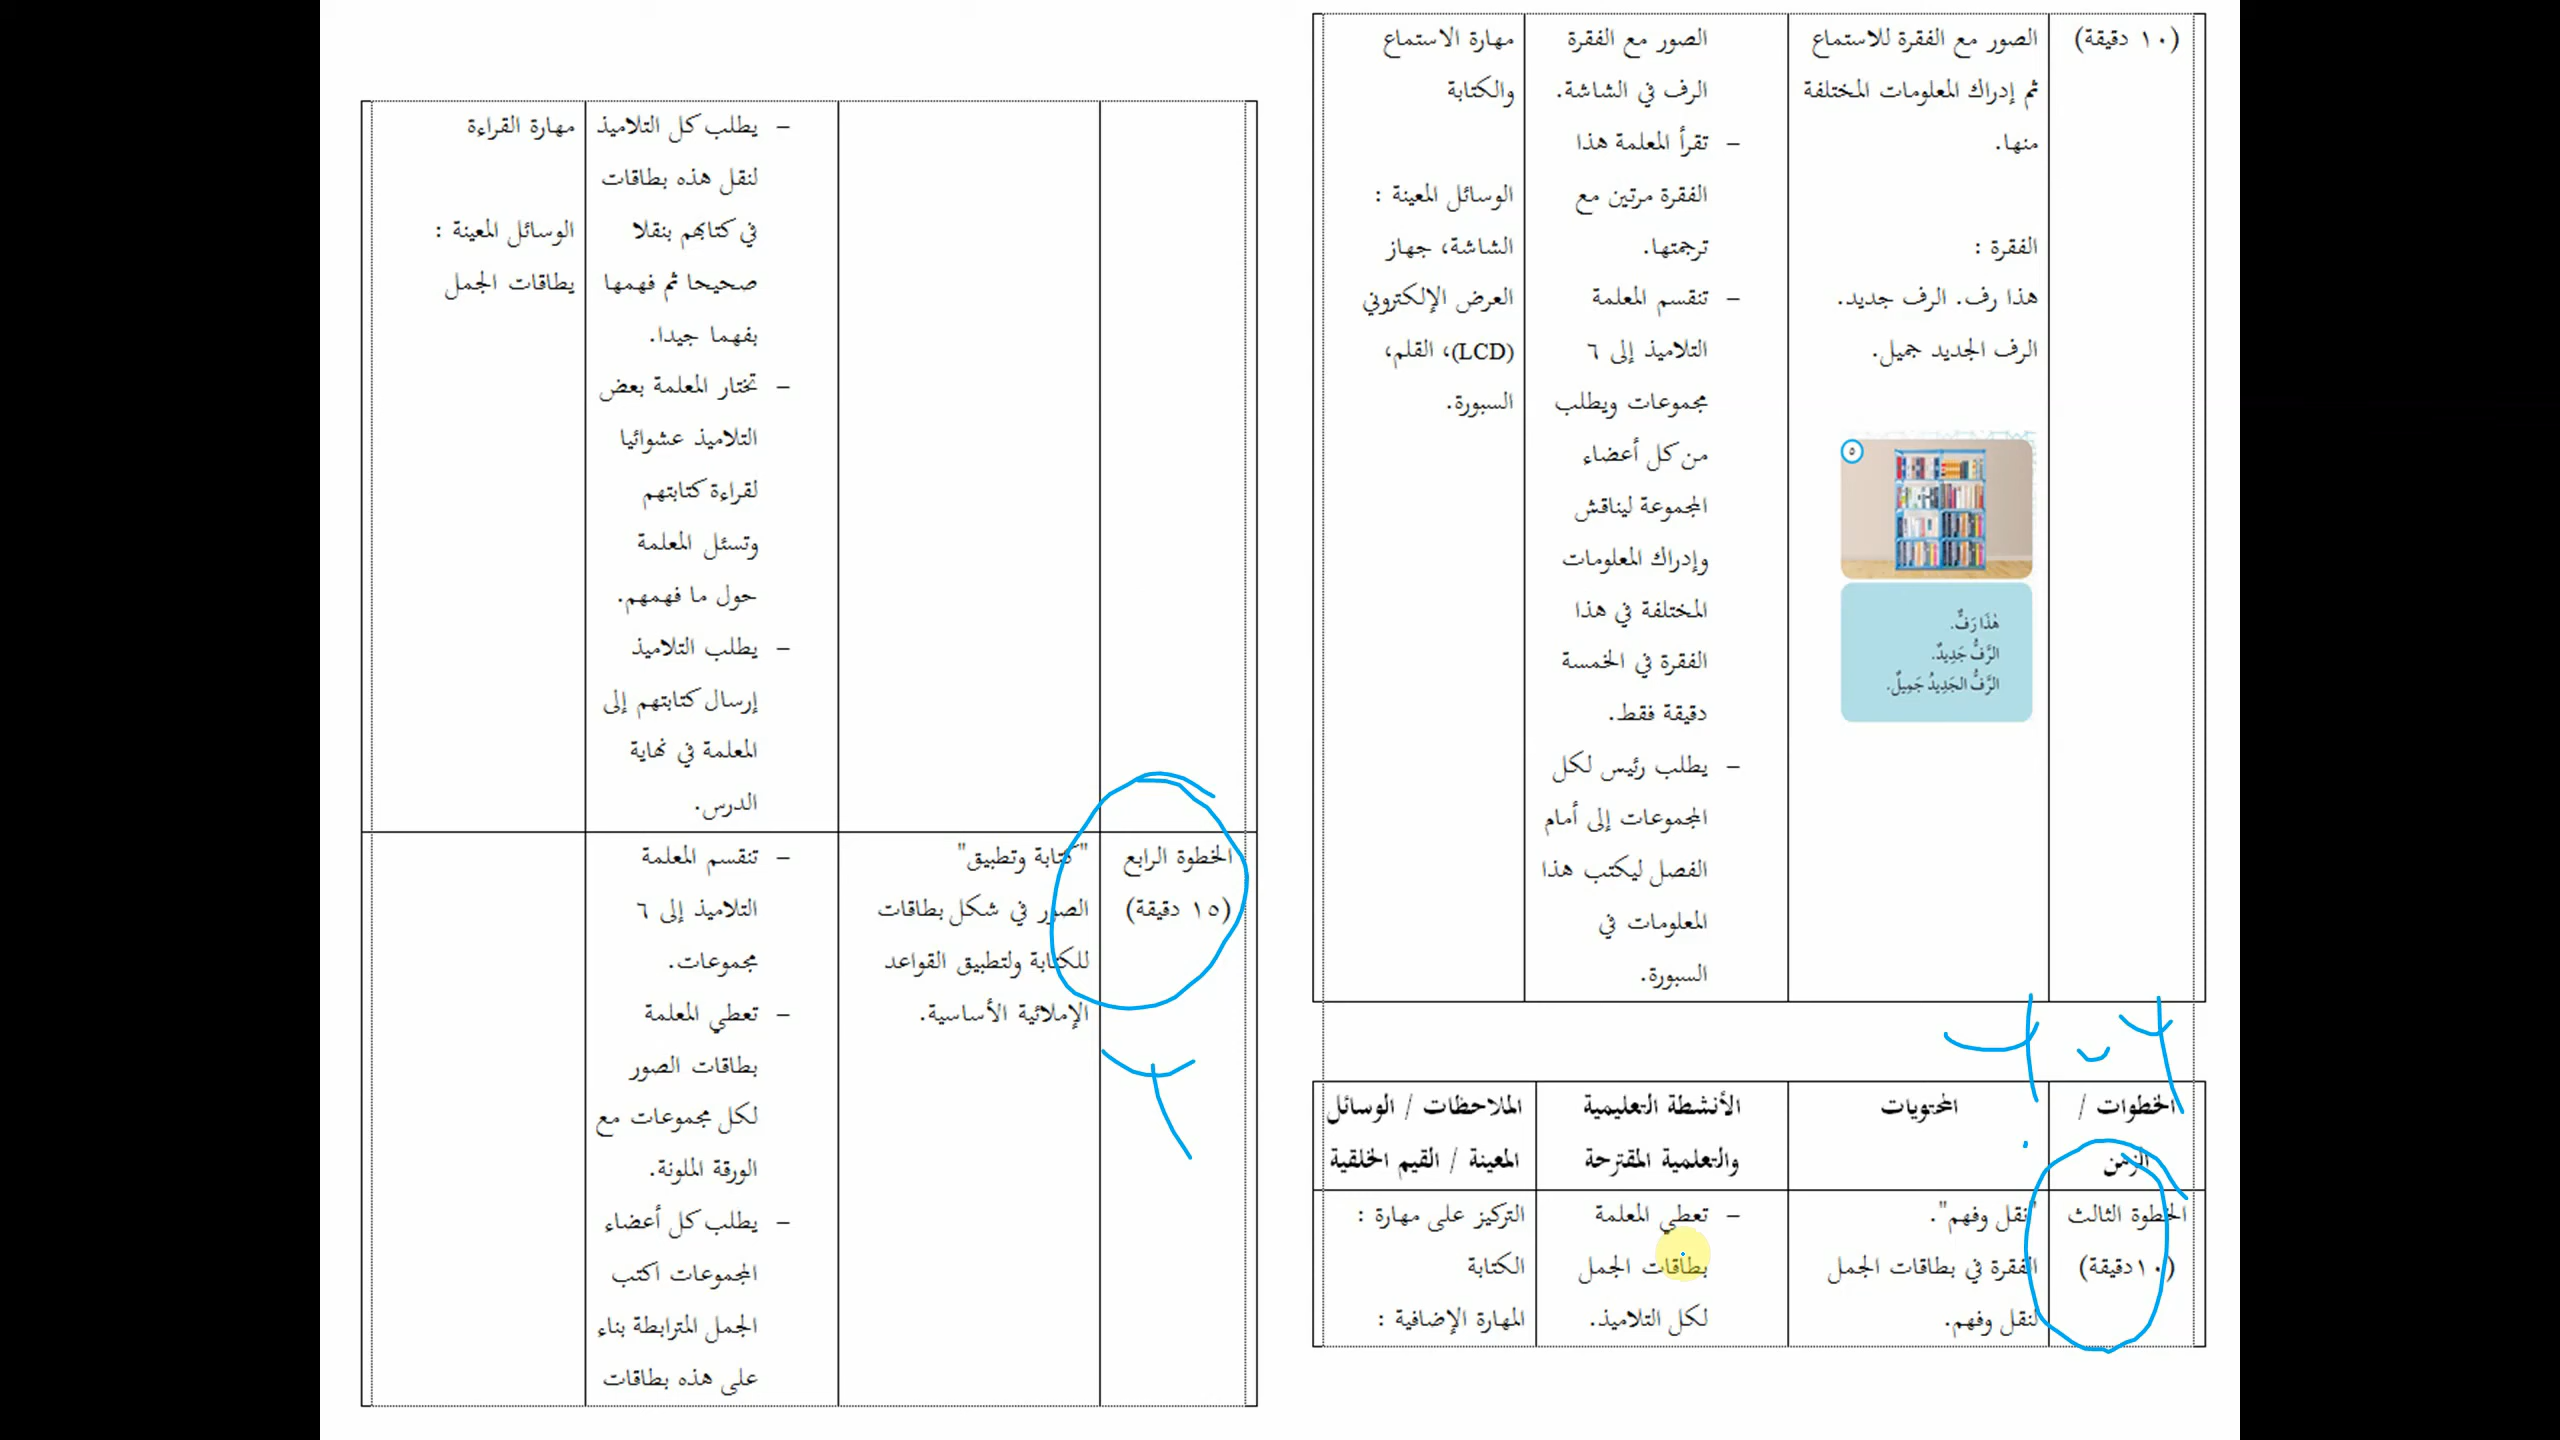 (١٠ دقيقة)
الصور مع الفقرة للاستماع
ثم إدراك المعلومات المختلفة
منها.
الفقرة :
هذا رف. الرف جديد.
الرف الجديد جميل.
٥
هٰذَا رَفٌّ.
الرَّفُّ جَدِيدٌ.
الرَّفُّ الجَدِيدُ جَمِيلٌ.
الصور مع الفقرة
الرف في الشاشة.
– تقرأ المعلمة هذا
الفقرة مرتين مع
ترجمتها.
– تنقسم المعلمة
التلاميذ إلى ٦
مجموعات ويطلب
من كل أعضاء
المجموعة ليناقش
وإدراك المعلومات
المختلفة في هذا
الفقرة في الخمسة
دقيقة فقط.
– يطلب رئيس لكل
المجموعات إلى أمام
الفصل ليكتب هذا
المعلومات في
السبورة.
مهارة الاستماع
والكتابة
الوسائل المعينة :
الشاشة، جهاز
العرض الإلكتروني
(LCD)، القلم،
السبورة.
الخطوات /
الزمن
المحتويات
الأنشطة التعليمية
والتعلمية المقترحة
الملاحظات / الوسائل
المعينة / القيم الخلقية
الخطوة الثالث
(١٠دقيقة)
"نقل وفهم".
الفقرة في بطاقات الجمل
لنقل وفهم.
– تعطي المعلمة
بطاقات الجمل
لكل التلاميذ.
التركيز على مهارة :
الكتابة
المهارة الإضافية :
– يطلب كل التلاميذ
لنقل هذه بطاقات
في كتابهم بنقلا
صحيحا ثم فهمها
بفهما جيدا.
– تختار المعلمة بعض
التلاميذ عشوائيا
لقراءة كتابتهم
وتسئل المعلمة
حول ما فهمهم.
– يطلب التلاميذ
إرسال كتابتهم إلى
المعلمة في نهاية
الدرس.
مهارة القراءة
الوسائل المعينة :
يطاقات الجمل
الخطوة الرابع
(١٥ دقيقة)
"كتابة وتطبيق"
الصور في شكل بطاقات
للكتابة ولتطبيق القواعد
الإملائية الأساسية.
– تنقسم المعلمة
التلاميذ إلى ٦
مجموعات.
– تعطي المعلمة
بطاقات الصور
لكل مجموعات مع
الورقة الملونة.
– يطلب كل أعضاء
المجموعات اكتب
الجمل المترابطة بناء
على هذه بطاقات